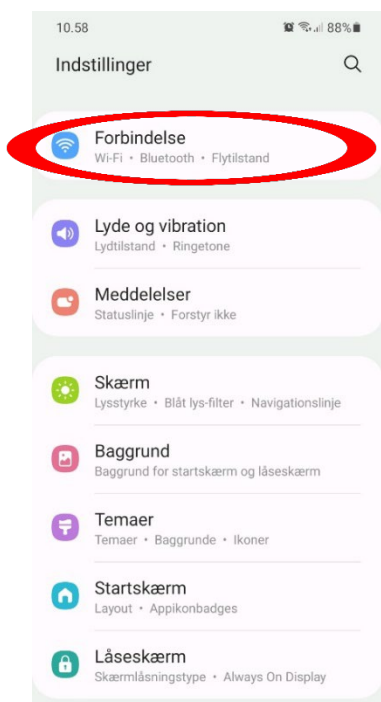 10.58 88%
Indstillinger
Forbindelse
Wi-Fi • Bluetooth • Flytilstand
Lyde og vibration
Lydtilstand • Ringetone
Meddelelser
Statuslinje • Forstyr ikke
Skærm
Lysstyrke • Blåt lys-filter • Navigationslinje
Baggrund
Baggrund for startskærm og låseskærm
Temaer
Temaer • Baggrunde • Ikoner
Startskærm
Layout • Appikonbadges
Låseskærm
Skærmlåsningstype • Always On Display